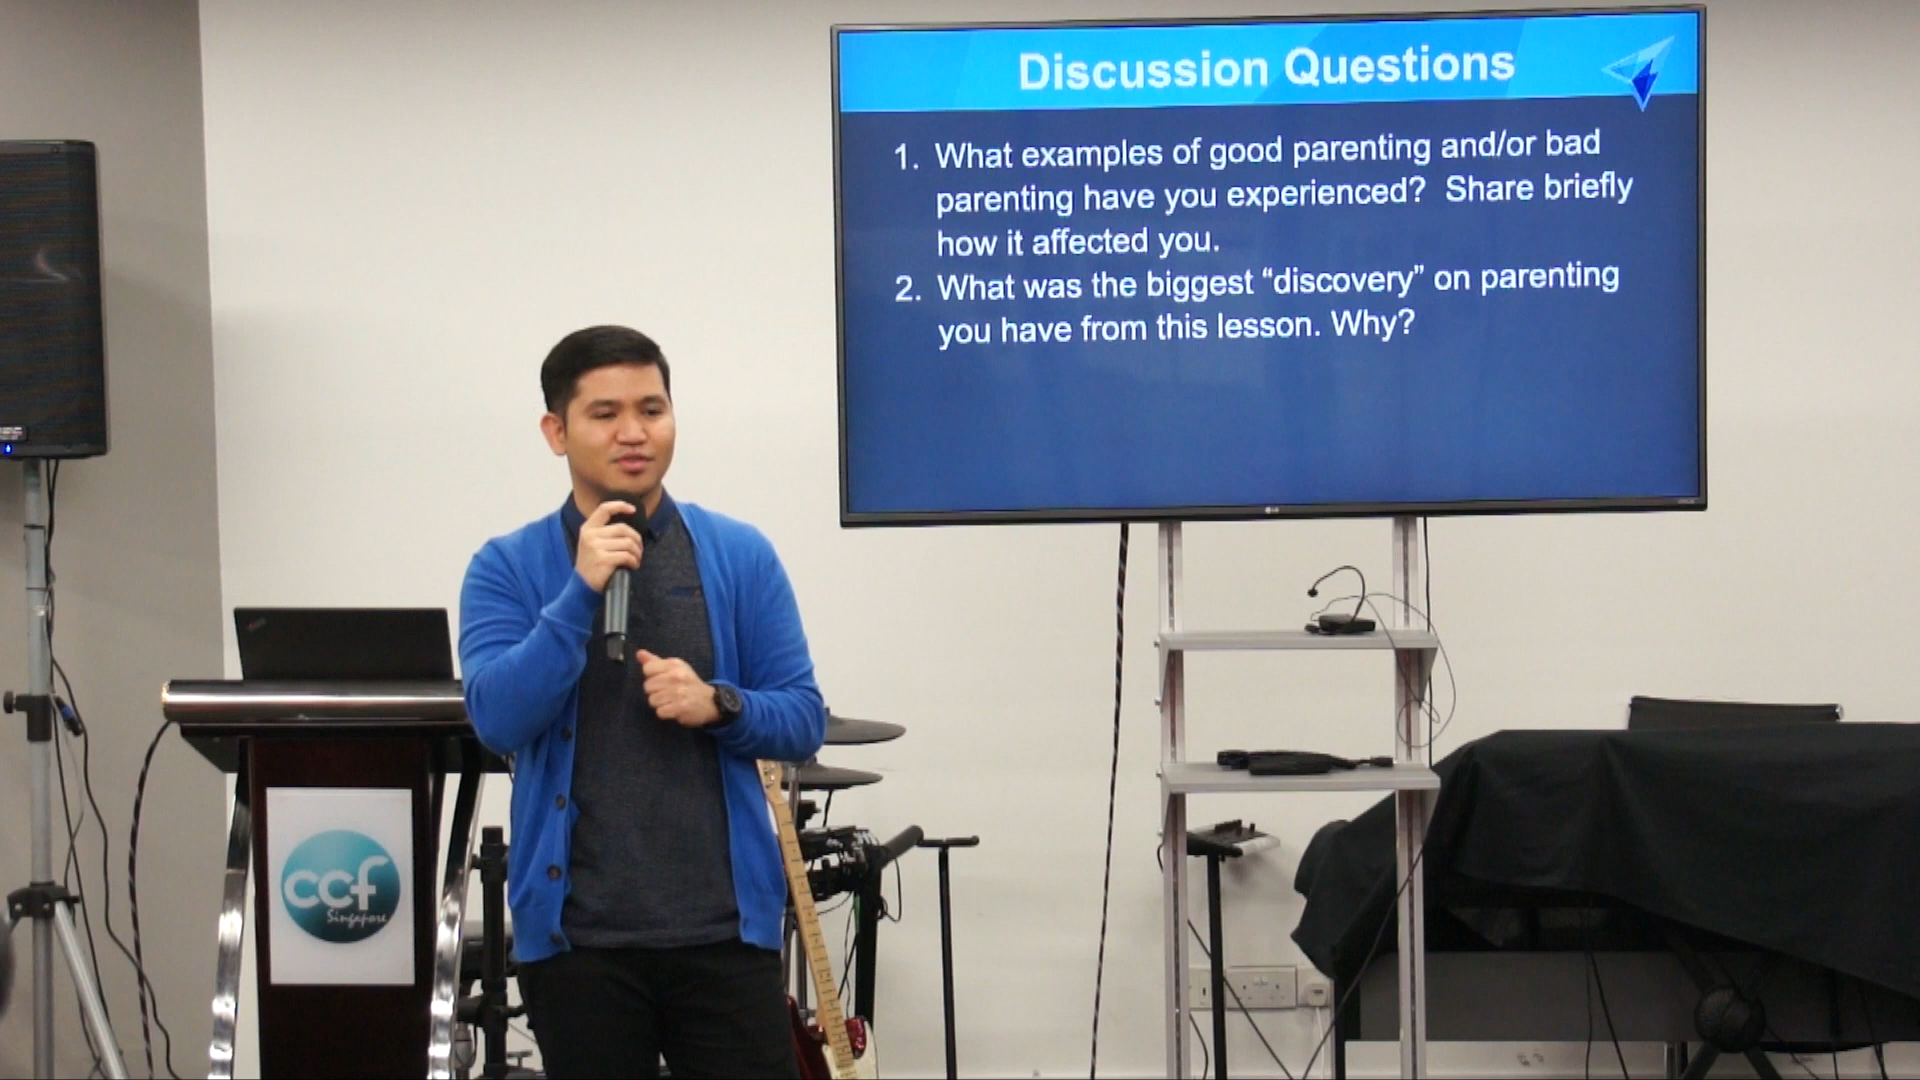 Discussion Questions
1. What examples of good parenting and/or bad
parenting have you experienced?  Share briefly
how it affected you.
2. What was the biggest “discovery” on parenting
you have from this lesson. Why?
LG
ccf
Singapore